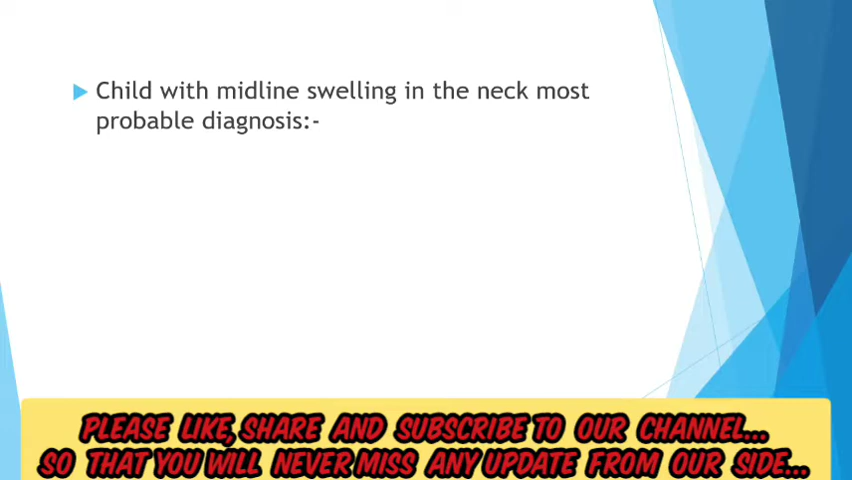 Child with midline swelling in the neck most
probable diagnosis:-
PLEASE LIKE, SHARE AND SUBSCRIBE TO OUR CHANNEL...
SO THAT YOU WILL NEVER MISS ANY UPDATE FROM OUR SIDE...